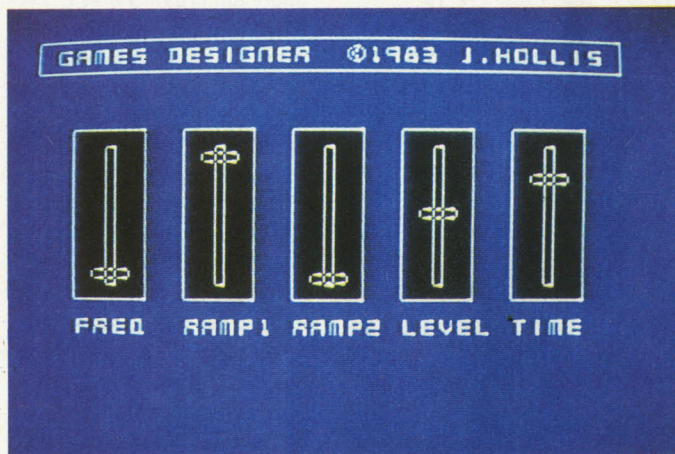 GAMES DESIGNER ©1983 J.HOLLIS
FREQ RAMP1 RAMP2 LEVEL TIME